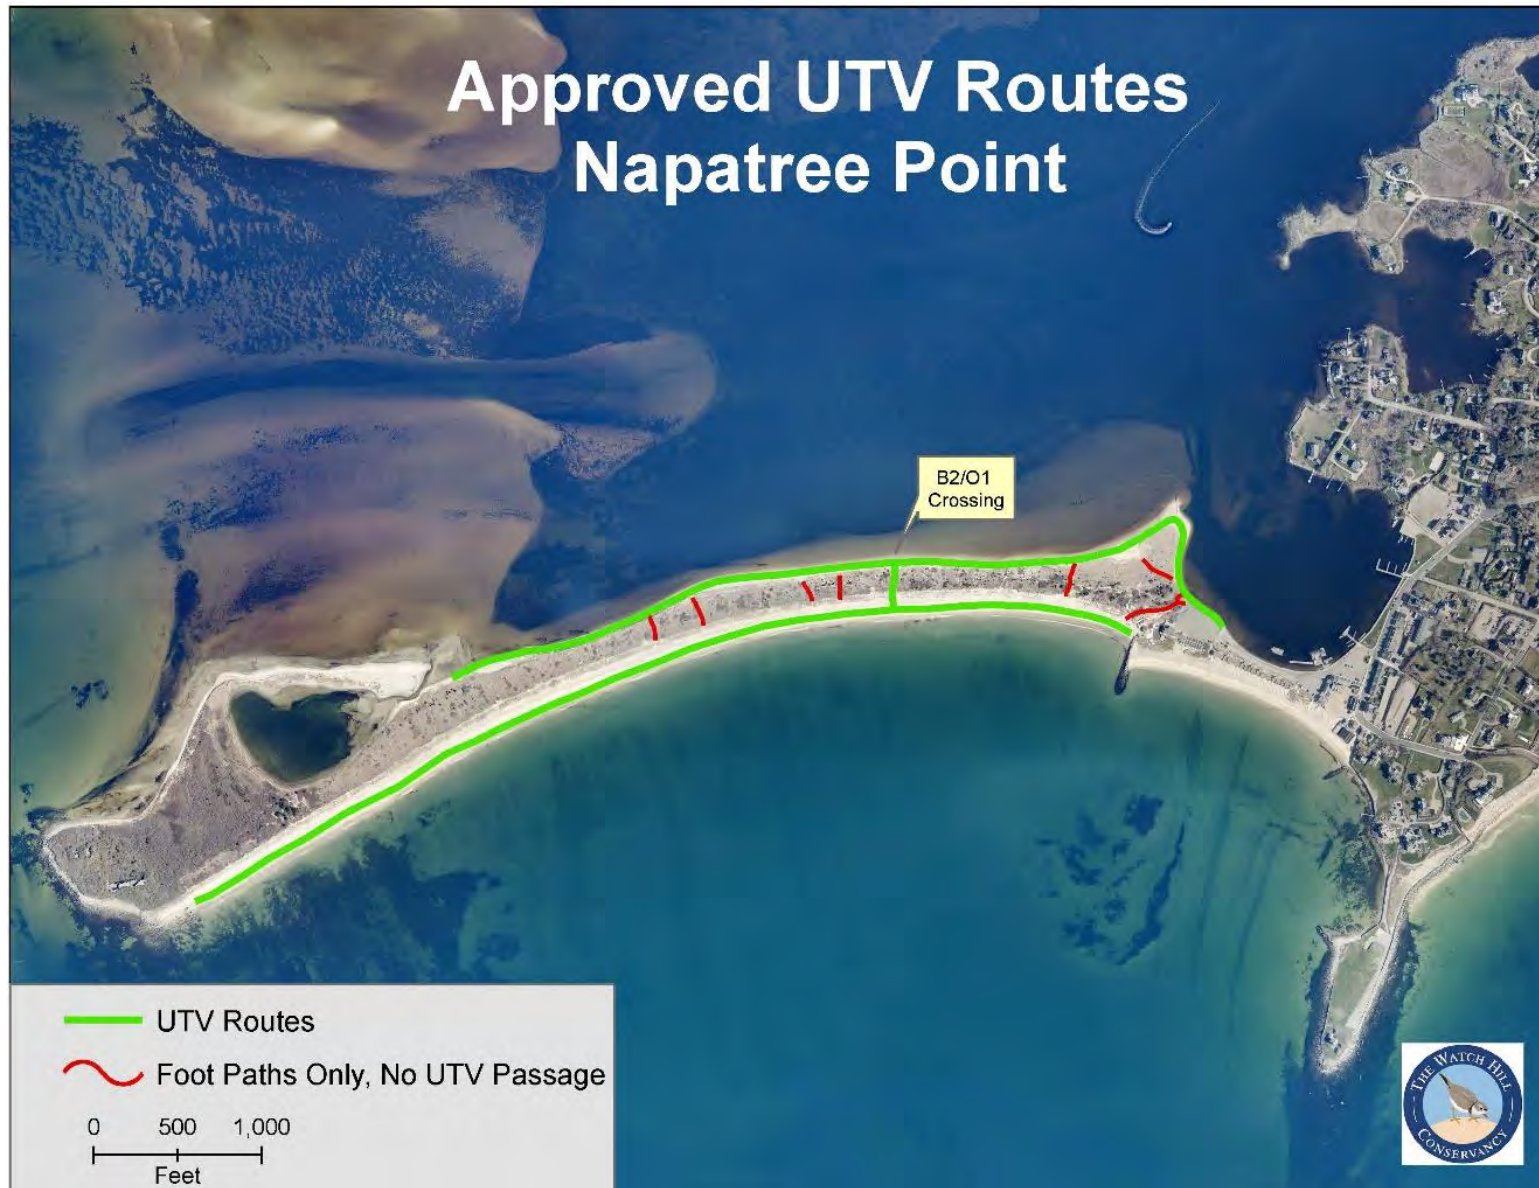 Approved UTV Routes
Napatree Point
B2/O1
Crossing
UTV Routes
Foot Paths Only, No UTV Passage
0 500 1,000
Feet
THE WATCH HILL
CONSERVANCY